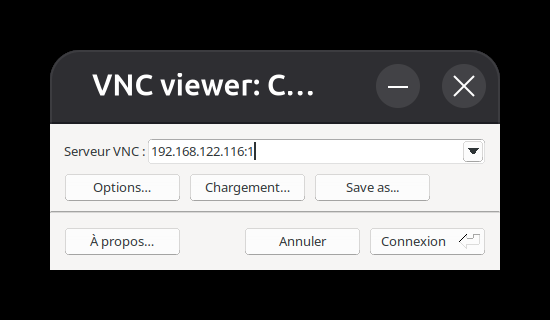 VNC viewer: C...
Serveur VNC : 192.168.122.116:1
Options... Chargement... Save as...
À propos... Annuler Connexion